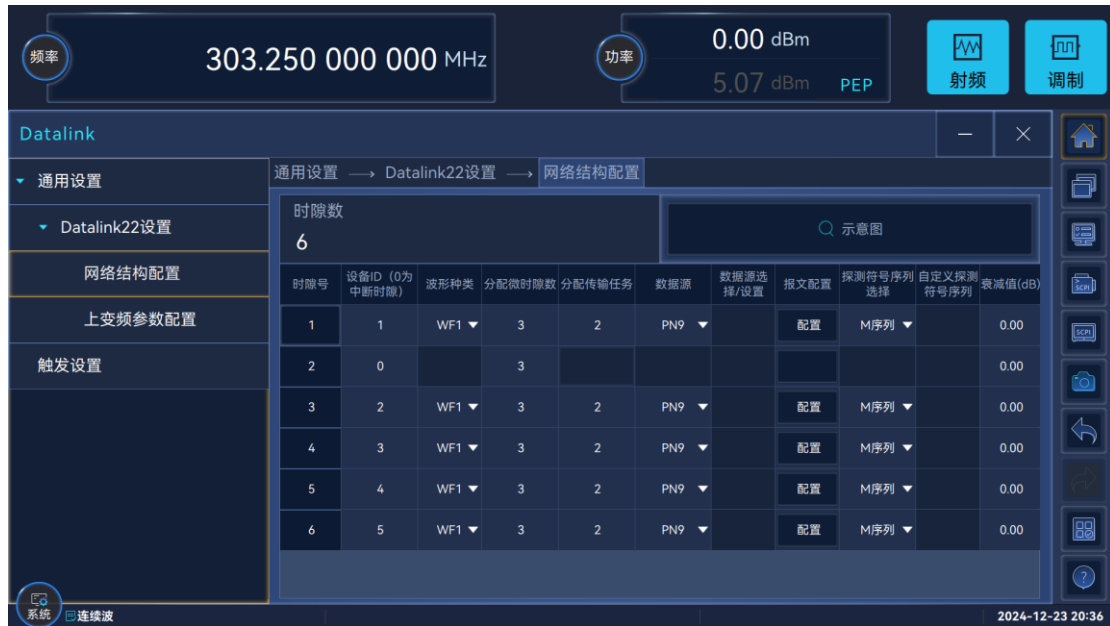 频率
303.250 000 000 MHz
功率
0.00 dBm
5.07 dBm PEP
射频
调制
Datalink
通用设置
Datalink22设置
网络结构配置
上变频参数配置
触发设置
通用设置 → Datalink22设置 → 网络结构配置
时隙数
6
示意图
时隙号 设备ID（0为中断时隙） 波形种类 分配微时隙数 分配传输任务 数据源 数据源选择/设置 报文配置 探测符号序列选择 自定义探测符号序列 衰减值(dB)
1 1 WF1 3 2 PN9 配置 M序列 0.00
2 0 3 0.00
3 2 WF1 3 2 PN9 配置 M序列 0.00
4 3 WF1 3 2 PN9 配置 M序列 0.00
5 4 WF1 3 2 PN9 配置 M序列 0.00
6 5 WF1 3 2 PN9 配置 M序列 0.00
SCPI
SCPI
系统
连续波
2024-12-23 20:36